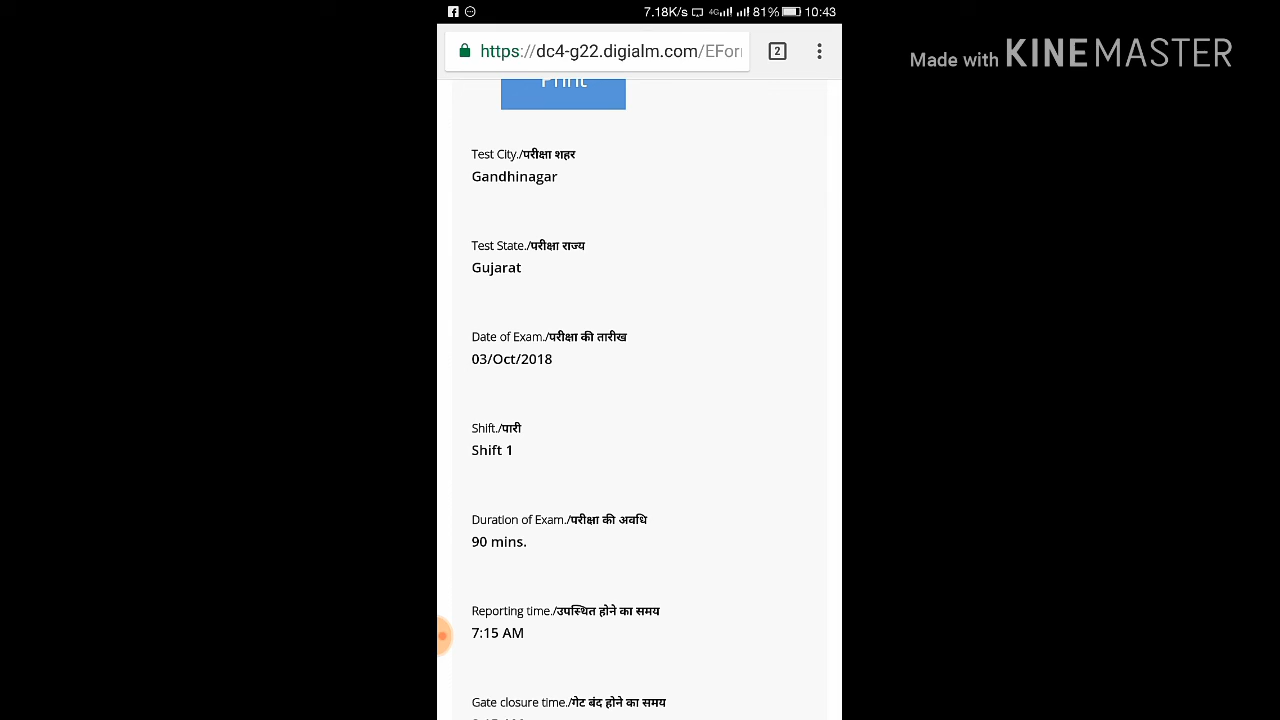 7.18K/s 4G 81% 10:43
https://dc4-g22.digialm.com/EFor
2
Made with KINEMASTER
Print
Test City./परीक्षा शहर
Gandhinagar
Test State./परीक्षा राज्य
Gujarat
Date of Exam./परीक्षा की तारीख
03/Oct/2018
Shift./पारी
Shift 1
Duration of Exam./परीक्षा की अवधि
90 mins.
Reporting time./उपस्थित होने का समय
7:15 AM
Gate closure time./गेट बंद होने का समय